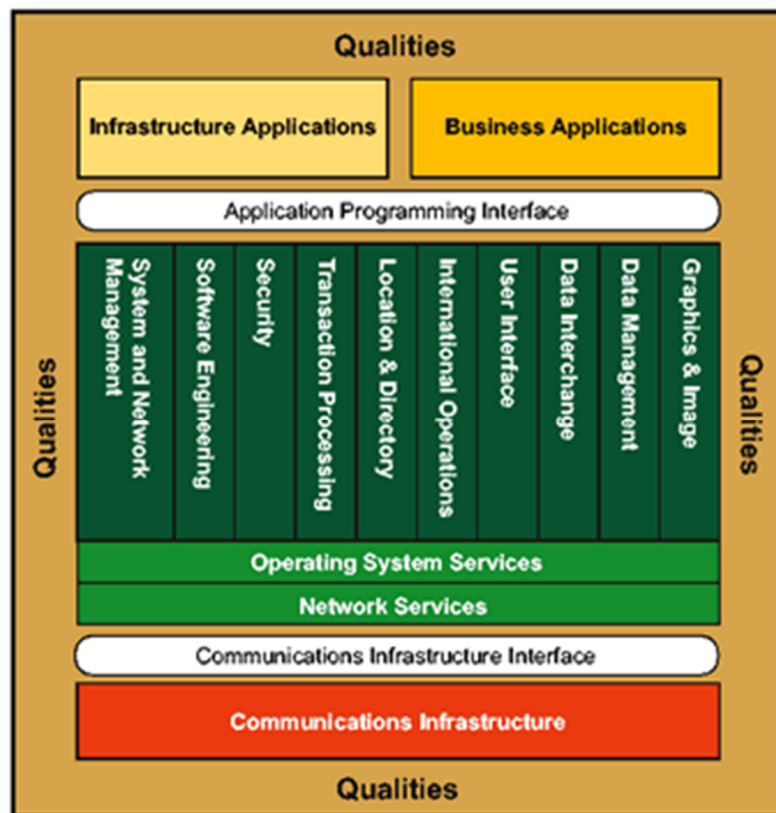 Qualities
Infrastructure Applications
Business Applications
Application Programming Interface
System and Network
Management
Software Engineering
Security
Transaction Processing
Location & Directory
International Operations
User Interface
Data Interchange
Data Management
Graphics & Image
Qualities
Qualities
Operating System Services
Network Services
Communications Infrastructure Interface
Communications Infrastructure
Qualities